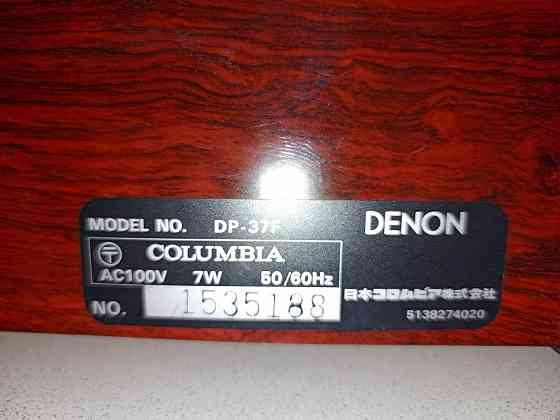 MODEL NO. DP-37F DENON
〒 COLUMBIA
AC100V 7W 50/60Hz
日本コロムビア株式会社
NO. 1535188
5138274020